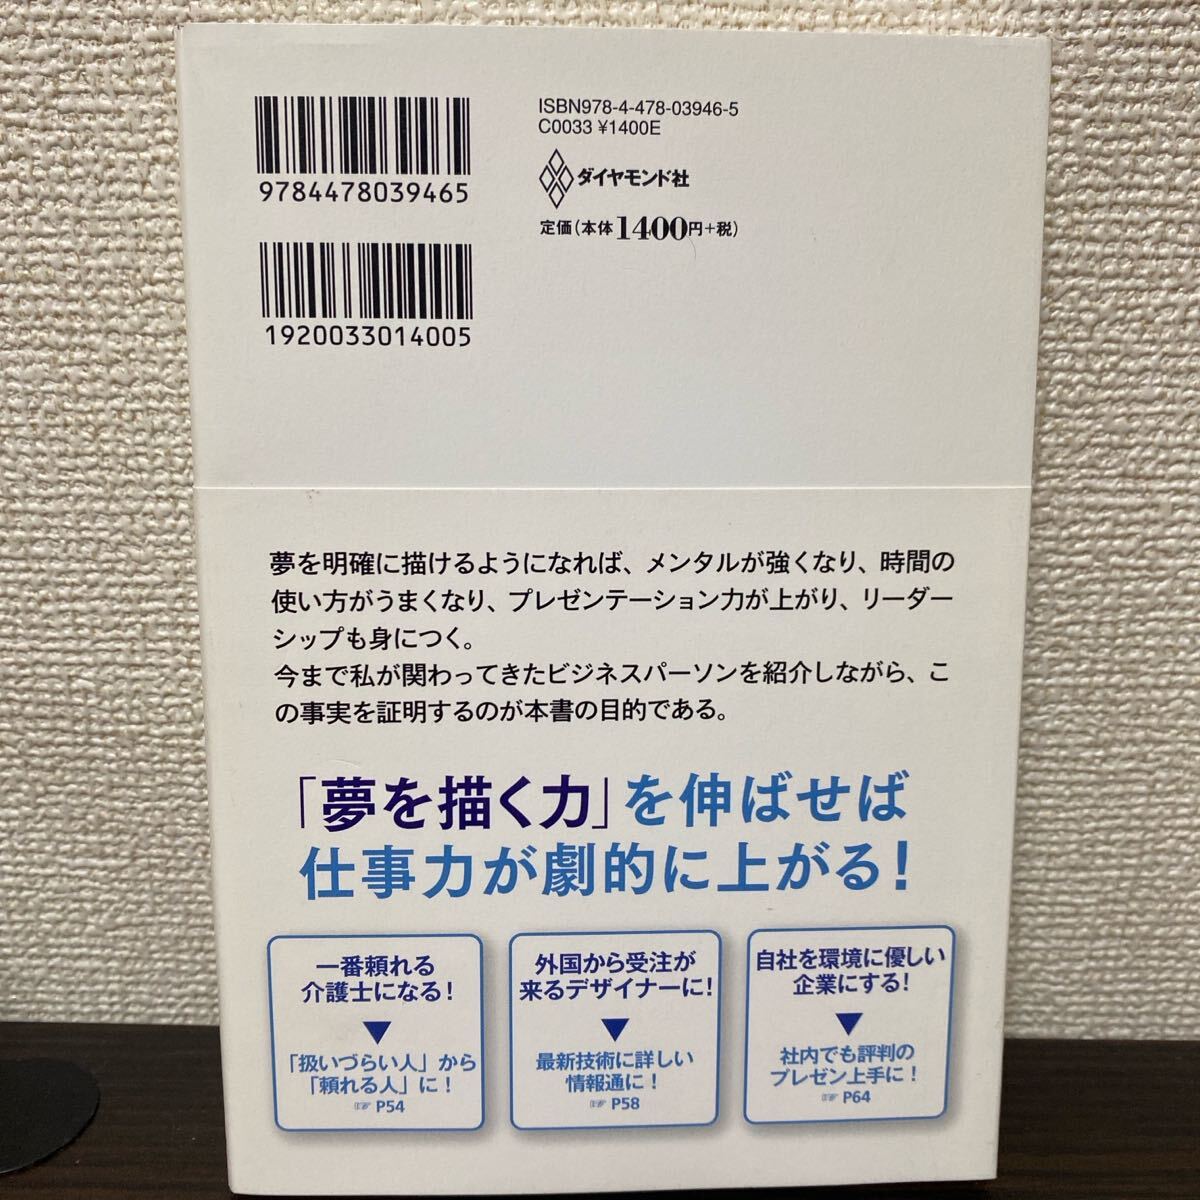 9784478039465
ISBN978-4-478-03946-5
C0033 ¥1400E
ダイヤモンド社
定価(本体1400円+税)
1920033014005
夢を明確に描けるようになれば、メンタルが強くなり、時間の
使い方がうまくなり、プレゼンテーション力が上がり、リーダー
シップも身につく。
今まで私が関わってきたビジネスパーソンを紹介しながら、こ
の事実を証明するのが本書の目的である。
「夢を描く力」を伸ばせば
仕事力が劇的に上がる!
一番頼れる
介護士になる!
▼
「扱いづらい人」から
「頼れる人」に!
☞ P54
外国から受注が
来るデザイナーに!
▼
最新技術に詳しい
情報通に!
☞ P58
自社を環境に優しい
企業にする!
▼
社内でも評判の
プレゼン上手に!
☞ P64